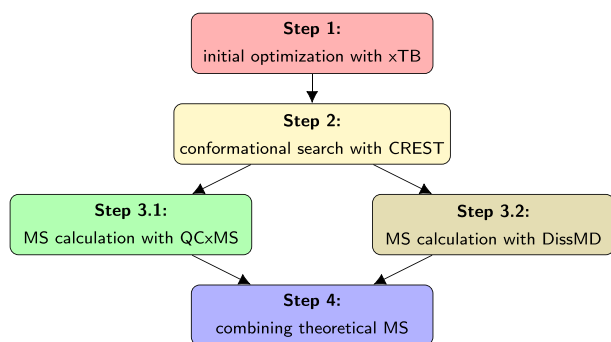 Step 1:
initial optimization with xTB
Step 2:
conformational search with CREST
Step 3.1:
MS calculation with QCxMS
Step 3.2:
MS calculation with DissMD
Step 4:
combining theoretical MS